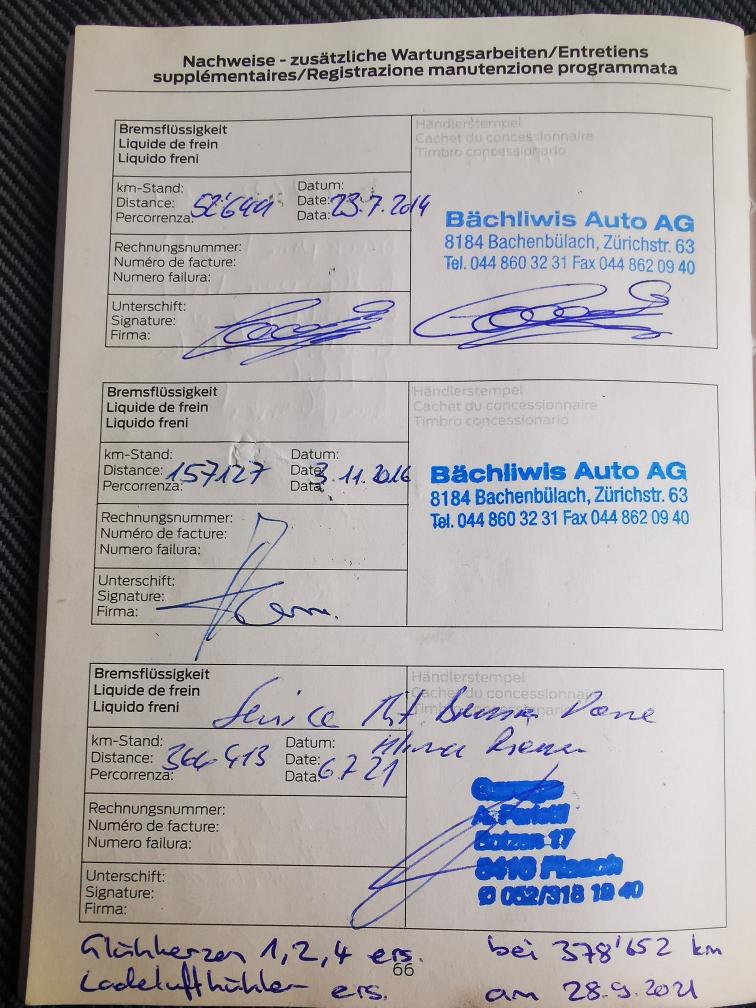 Nachweise - zusätzliche Wartungsarbeiten/Entretiens
supplémentaires/Registrazione manutenzione programmata
Bremsflüssigkeit
Liquide de frein
Liquido freni
Händlerstempel
Cachet du concessionnaire
Timbro concessionario
km-Stand:
Distance: 52'644
Percorrenza:
Datum:
Date: 23.7.2014
Data:
Bächliwis Auto AG
8184 Bachenbülach, Zürichstr. 63
Tel. 044 860 32 31 Fax 044 862 09 40
Rechnungsnummer:
Numéro de facture:
Numero failura:
Unterschift:
Signature:
Firma:
Bremsflüssigkeit
Liquide de frein
Liquido freni
Händlerstempel
Cachet du concessionnaire
Timbro concessionario
km-Stand:
Distance: 157127
Percorrenza:
Datum:
Date: 3.11.2016
Data:
Bächliwis Auto AG
8184 Bachenbülach, Zürichstr. 63
Tel. 044 860 32 31 Fax 044 862 09 40
Rechnungsnummer:
Numéro de facture:
Numero failura:
Unterschift:
Signature:
Firma:
Bremsflüssigkeit
Liquide de frein
Liquido freni
Händlerstempel
Cachet du concessionnaire
Timbro concessionario
Service
km-Stand:
Distance: 364 413
Percorrenza:
Datum:
Date:
Data: 6 7 21
Garage
A.
17
052/318 19 40
Rechnungsnummer:
Numéro de facture:
Numero failura:
Unterschift:
Signature:
Firma:
Glühkerzen 1,2,4 ers. bei 378'652 km
Ladeluftkühler ers. am 28.9.2021
66